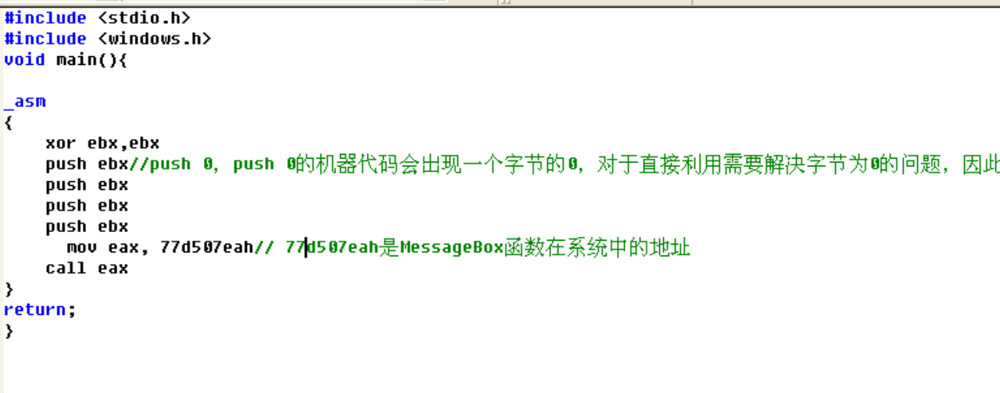 #include <stdio.h>
#include <windows.h>
void main(){
_asm
{
xor ebx,ebx
push ebx//push 0, push 0的机器代码会出现一个字节的0, 对于直接利用需要解决字节为0的问题, 因此
push ebx
push ebx
push ebx
mov eax, 77d507eah// 77d507eah是MessageBox函数在系统中的地址
call eax
}
return;
}